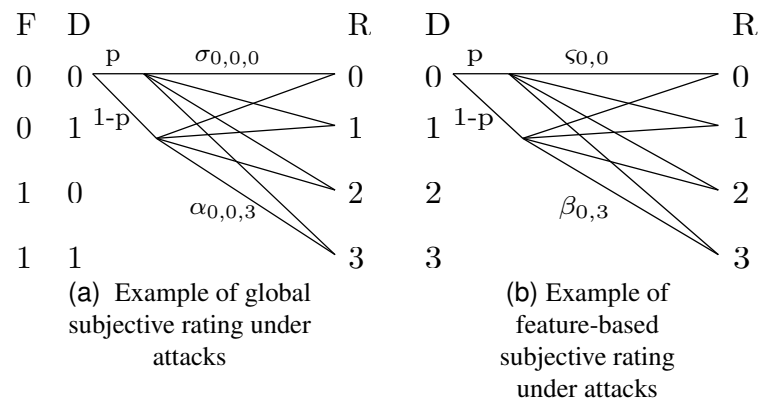 F D R D R
p σ0,0,0 p ς0,0
0 0 0 0 0
1-p 1-p
0 1 1 1 1
1 0 2 2 2
α0,0,3 β0,3
1 1 3 3 3
(a) Example of global
subjective rating under
attacks
(b) Example of
feature-based
subjective rating
under attacks